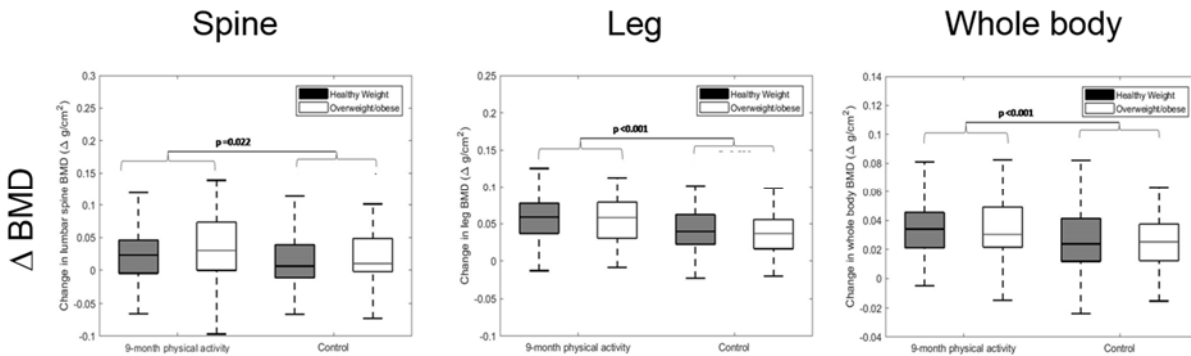 Spine
Leg
Whole body
Δ BMD
Change in lumbar spine BMD (Δ g/cm²)
0.3
0.25
0.2
0.15
0.1
0.05
0
-0.05
-0.1
Healthy Weight
Overweight/obese
p =0.022
9-month physical activity
Control
Change in leg BMD (Δ g/cm²)
0.25
0.2
0.15
0.1
0.05
0
0.05
0.1
Healthy Weight
Overweight/obese
p <0.001
9-month physical activity
Control
Change in whole body BMD (Δ g/cm²)
0.14
0.12
0.1
0.08
0.06
0.04
0.02
0
-0.02
-0.04
Healthy Weight
Overweight/obese
p <0.001
9-month physical activity
Control